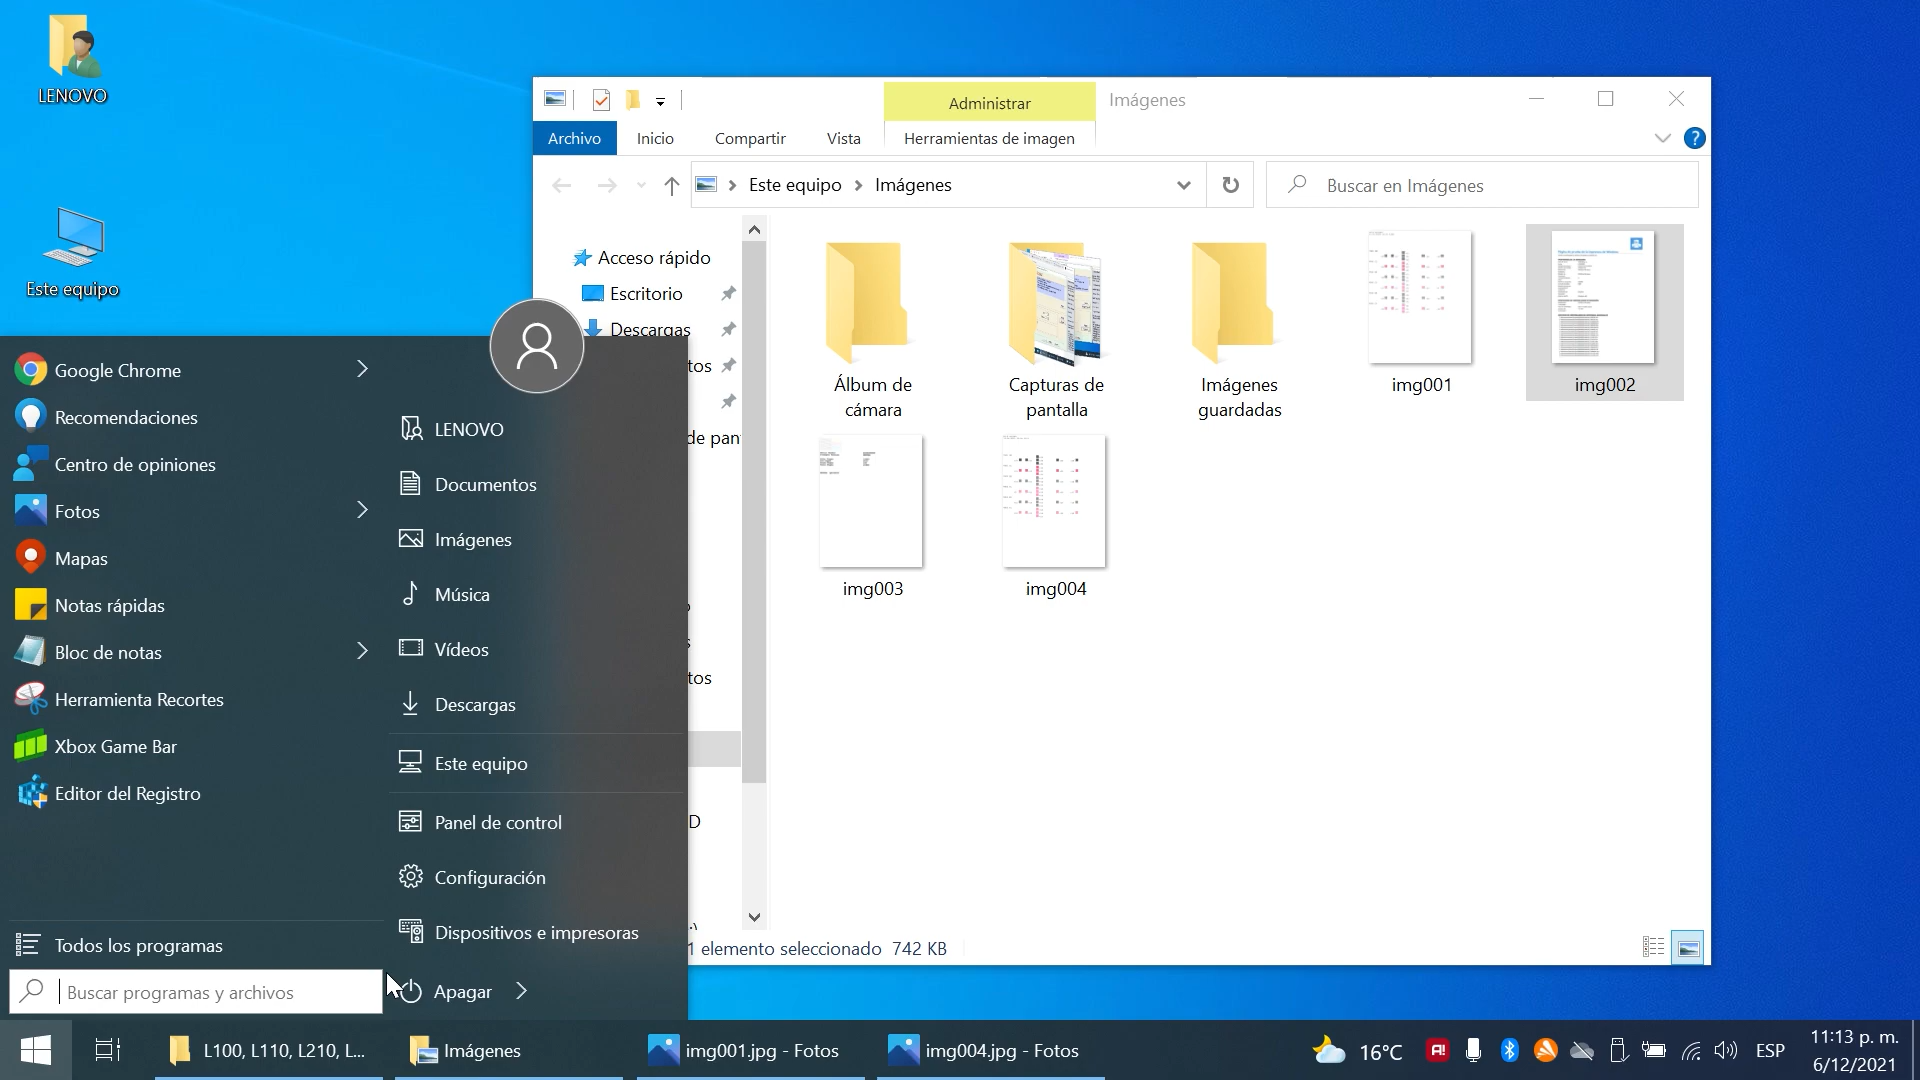 LENOVO
Este equipo
Administrar
Imágenes
Archivo
Inicio
Compartir
Vista
Herramientas de imagen
?
Este equipo
Imágenes
Buscar en Imágenes
Acceso rápido
Escritorio
Descargas
tos
de pan
tos
D
Álbum de
cámara
Capturas de
pantalla
Imágenes
guardadas
img001
img002
img003
img004
1 elemento seleccionado 742 KB
Google Chrome
Recomendaciones
Centro de opiniones
Fotos
Mapas
Notas rápidas
Bloc de notas
Herramienta Recortes
Xbox Game Bar
Editor del Registro
Todos los programas
Buscar programas y archivos
LENOVO
Documentos
Imágenes
Música
Vídeos
Descargas
Este equipo
Panel de control
Configuración
Dispositivos e impresoras
Apagar
L100, L110, L210, L...
Imágenes
img001.jpg - Fotos
img004.jpg - Fotos
16°C
A!
ESP
11:13 p. m.
6/12/2021